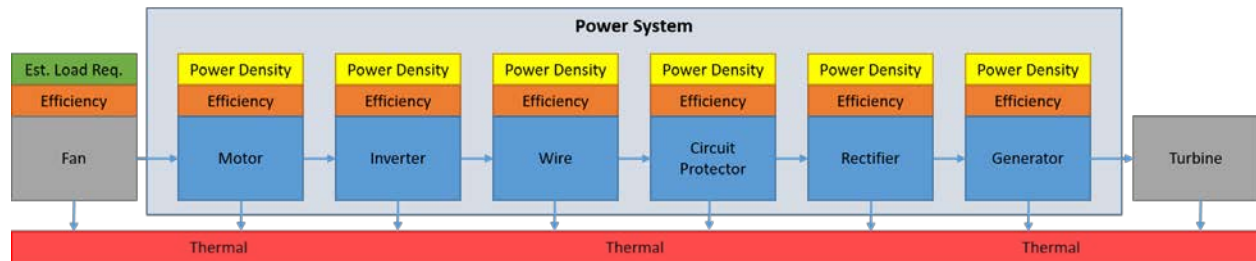 Power System
Est. Load Req. Power Density Power Density Power Density Power Density Power Density Power Density
Efficiency Efficiency Efficiency Efficiency Efficiency Efficiency Efficiency
Fan Motor Inverter Wire Circuit Protector Rectifier Generator Turbine
Thermal Thermal Thermal